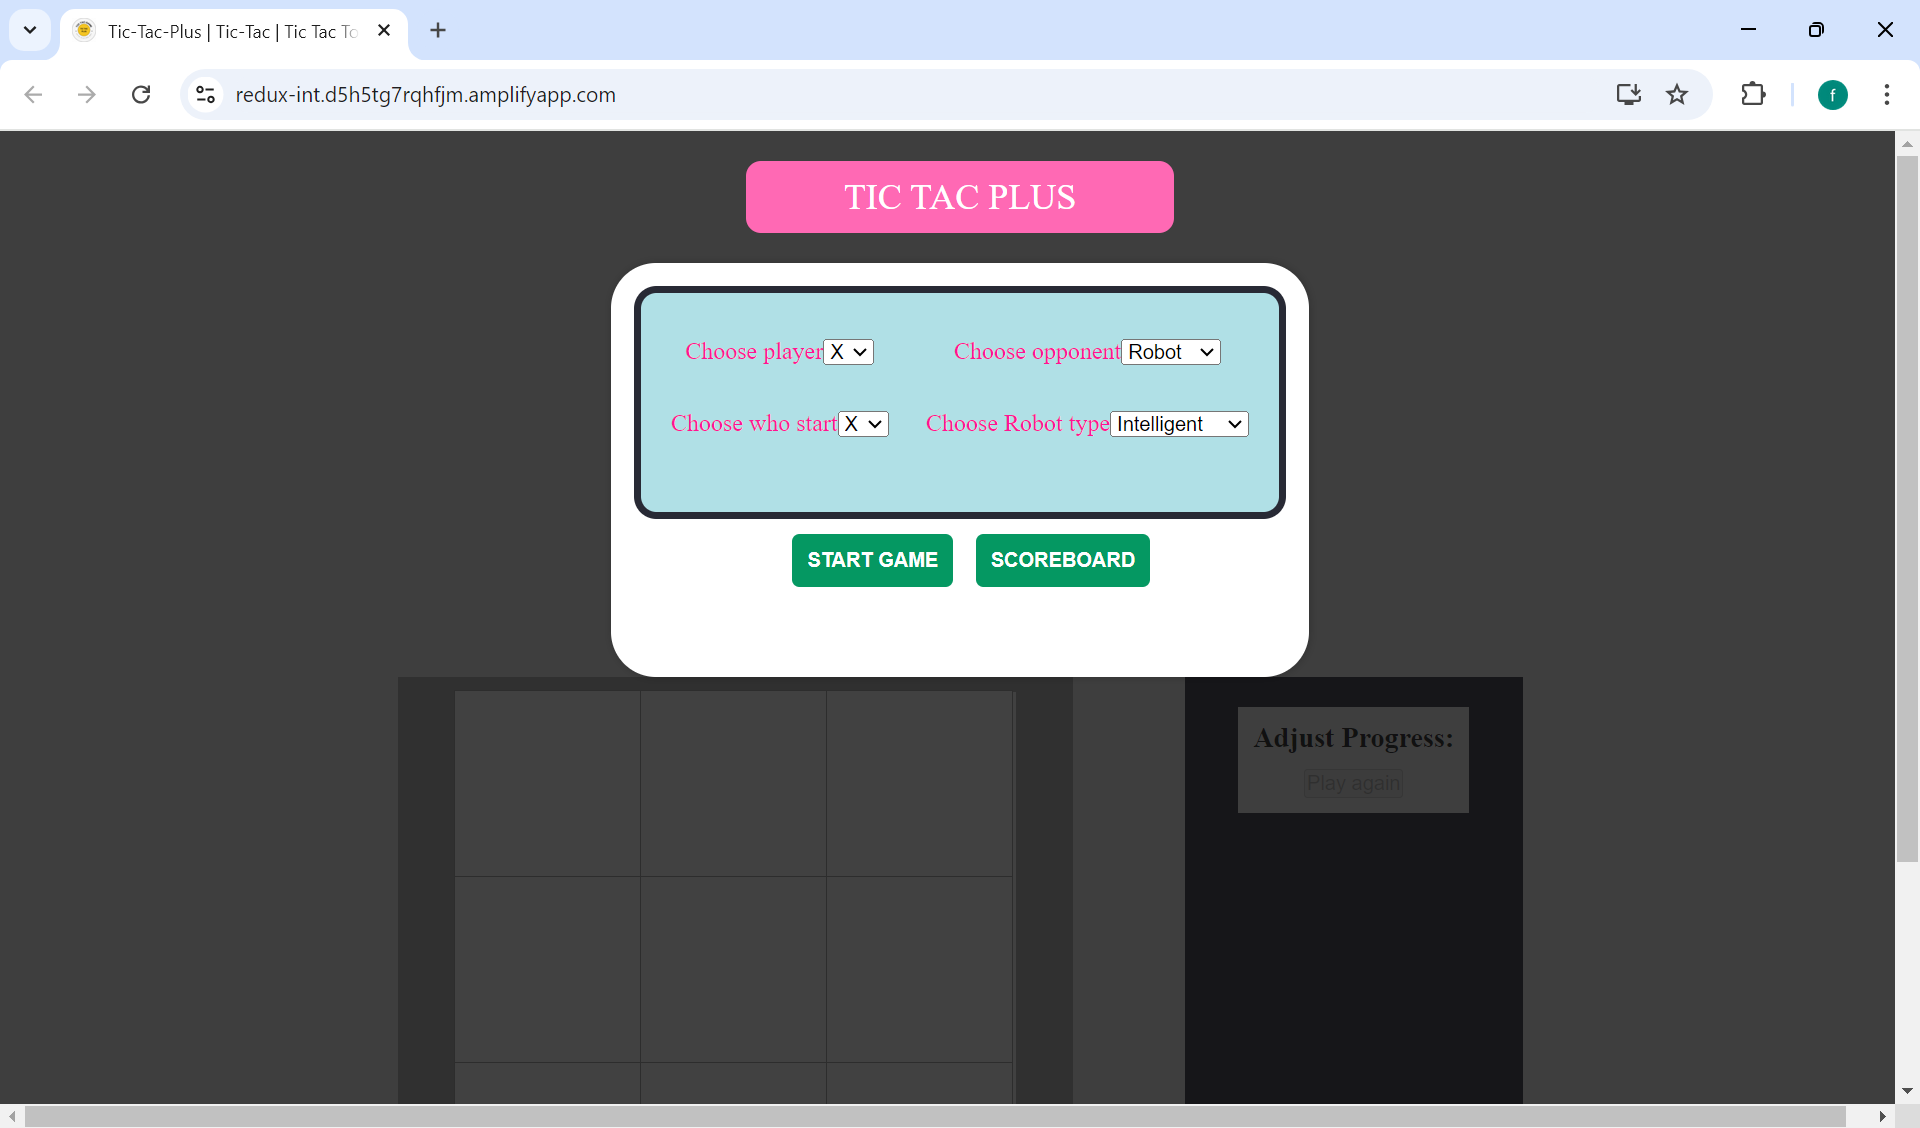 Tic-Tac-Plus | Tic-Tac | Tic Tac To
redux-int.d5h5tg7rqhfjm.amplifyapp.com
f
TIC TAC PLUS
Choose player X Choose opponent Robot
Choose who start X Choose Robot type Intelligent
START GAME SCOREBOARD
Adjust Progress:
Play again